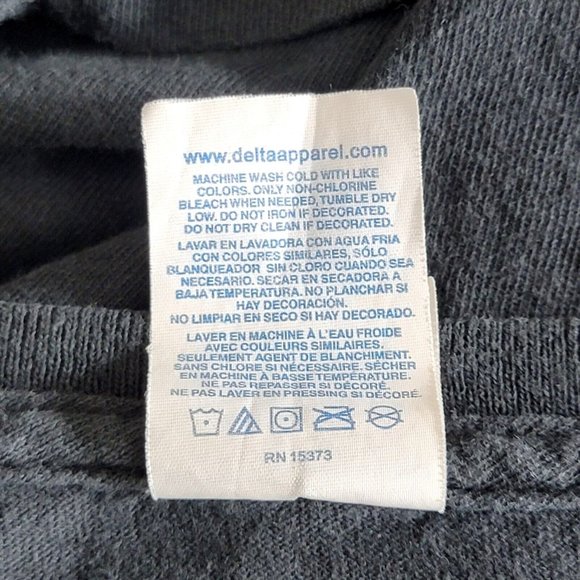 www.deltaapparel.com
MACHINE WASH COLD WITH LIKE
COLORS. ONLY NON-CHLORINE
BLEACH WHEN NEEDED, TUMBLE DRY
LOW. DO NOT IRON IF DECORATED.
DO NOT DRY CLEAN IF DECORATED.
LAVAR EN LAVADORA CON AGUA FRIA
CON COLORES SIMILARES, SÓLO
BLANQUEADOR SIN CLORO CUANDO SEA
NECESARIO. SECAR EN SECADORA A
BAJA TEMPERATURA. NO PLANCHAR SI
HAY DECORACIÓN.
NO LIMPIAR EN SECO SI HAY DECORADO.
LAVER EN MACHINE À L'EAU FROIDE
AVEC COULEURS SIMILAIRES.
SEULEMENT AGENT DE BLANCHIMENT.
SANS CHLORE SI NÉCESSAIRE. SÉCHER
EN MACHINE À BASSE TEMPÉRATURE.
NE PAS REPASSER SI DÉCORÉ.
NE PAS LAVER EN PRESSING SI DÉCORÉ.
RN 15373